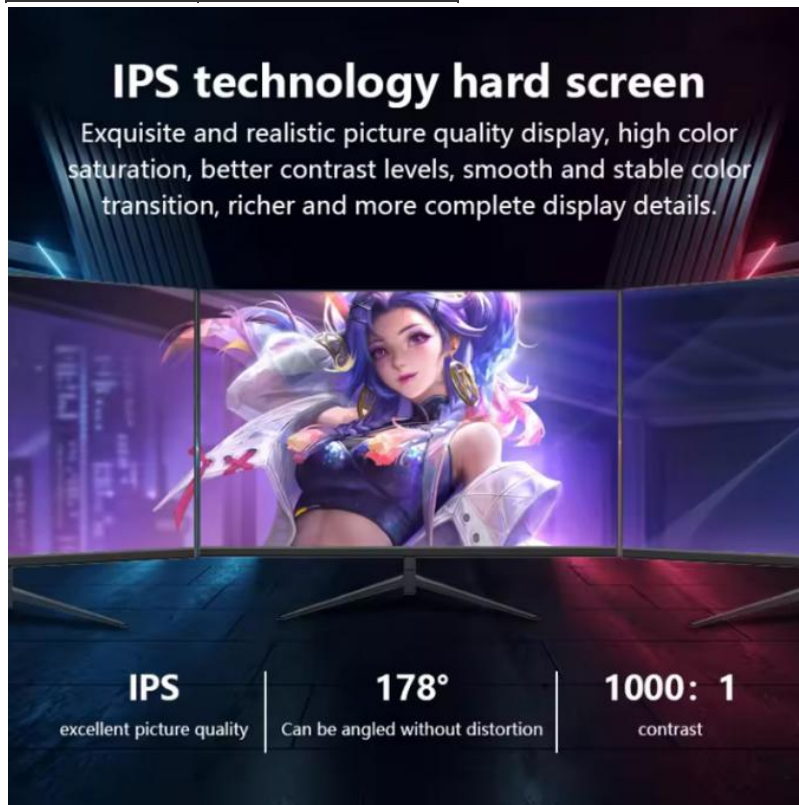 IPS technology hard screen
Exquisite and realistic picture quality display, high color
saturation, better contrast levels, smooth and stable color
transition, richer and more complete display details.
IPS
excellent picture quality
178°
Can be angled without distortion
1000: 1
contrast